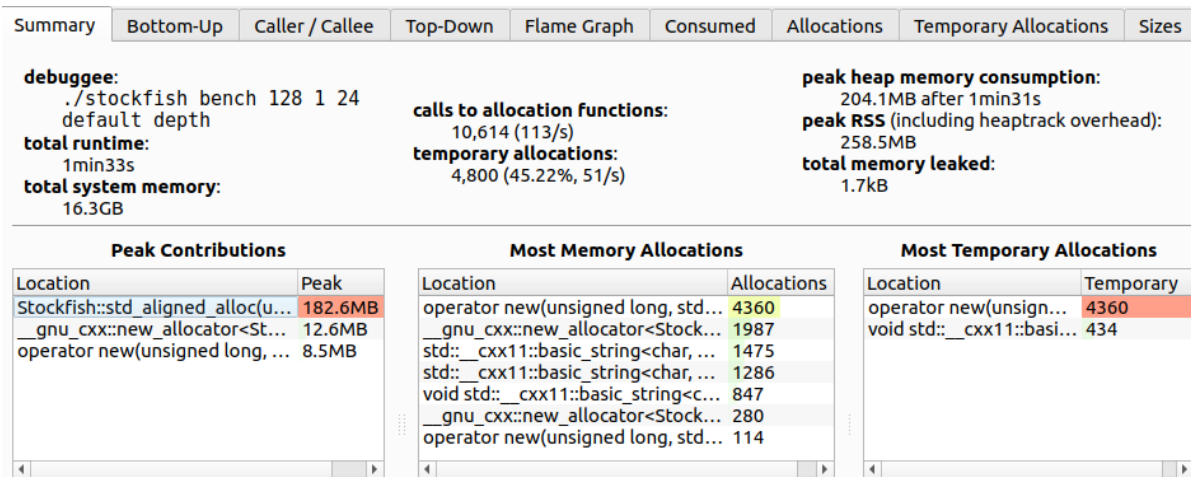 Summary
Bottom-Up
Caller / Callee
Top-Down
Flame Graph
Consumed
Allocations
Temporary Allocations
Sizes
debuggee:
./stockfish bench 128 1 24
default depth
total runtime:
1min33s
total system memory:
16.3GB
calls to allocation functions:
10,614 (113/s)
temporary allocations:
4,800 (45.22%, 51/s)
peak heap memory consumption:
204.1MB after 1min31s
peak RSS (including heaptrack overhead):
258.5MB
total memory leaked:
1.7kB
Peak Contributions
Location Peak
Stockfish::std_aligned_alloc(u... 182.6MB
__gnu_cxx::new_allocator<St... 12.6MB
operator new(unsigned long, ... 8.5MB
Most Memory Allocations
Location Allocations
operator new(unsigned long, std... 4360
__gnu_cxx::new_allocator<Stock... 1987
std::__cxx11::basic_string<char, ... 1475
std::__cxx11::basic_string<char, ... 1286
void std::__cxx11::basic_string<c... 847
__gnu_cxx::new_allocator<Stock... 280
operator new(unsigned long, std... 114
Most Temporary Allocations
Location Temporary
operator new(unsign... 4360
void std::__cxx11::basi... 434